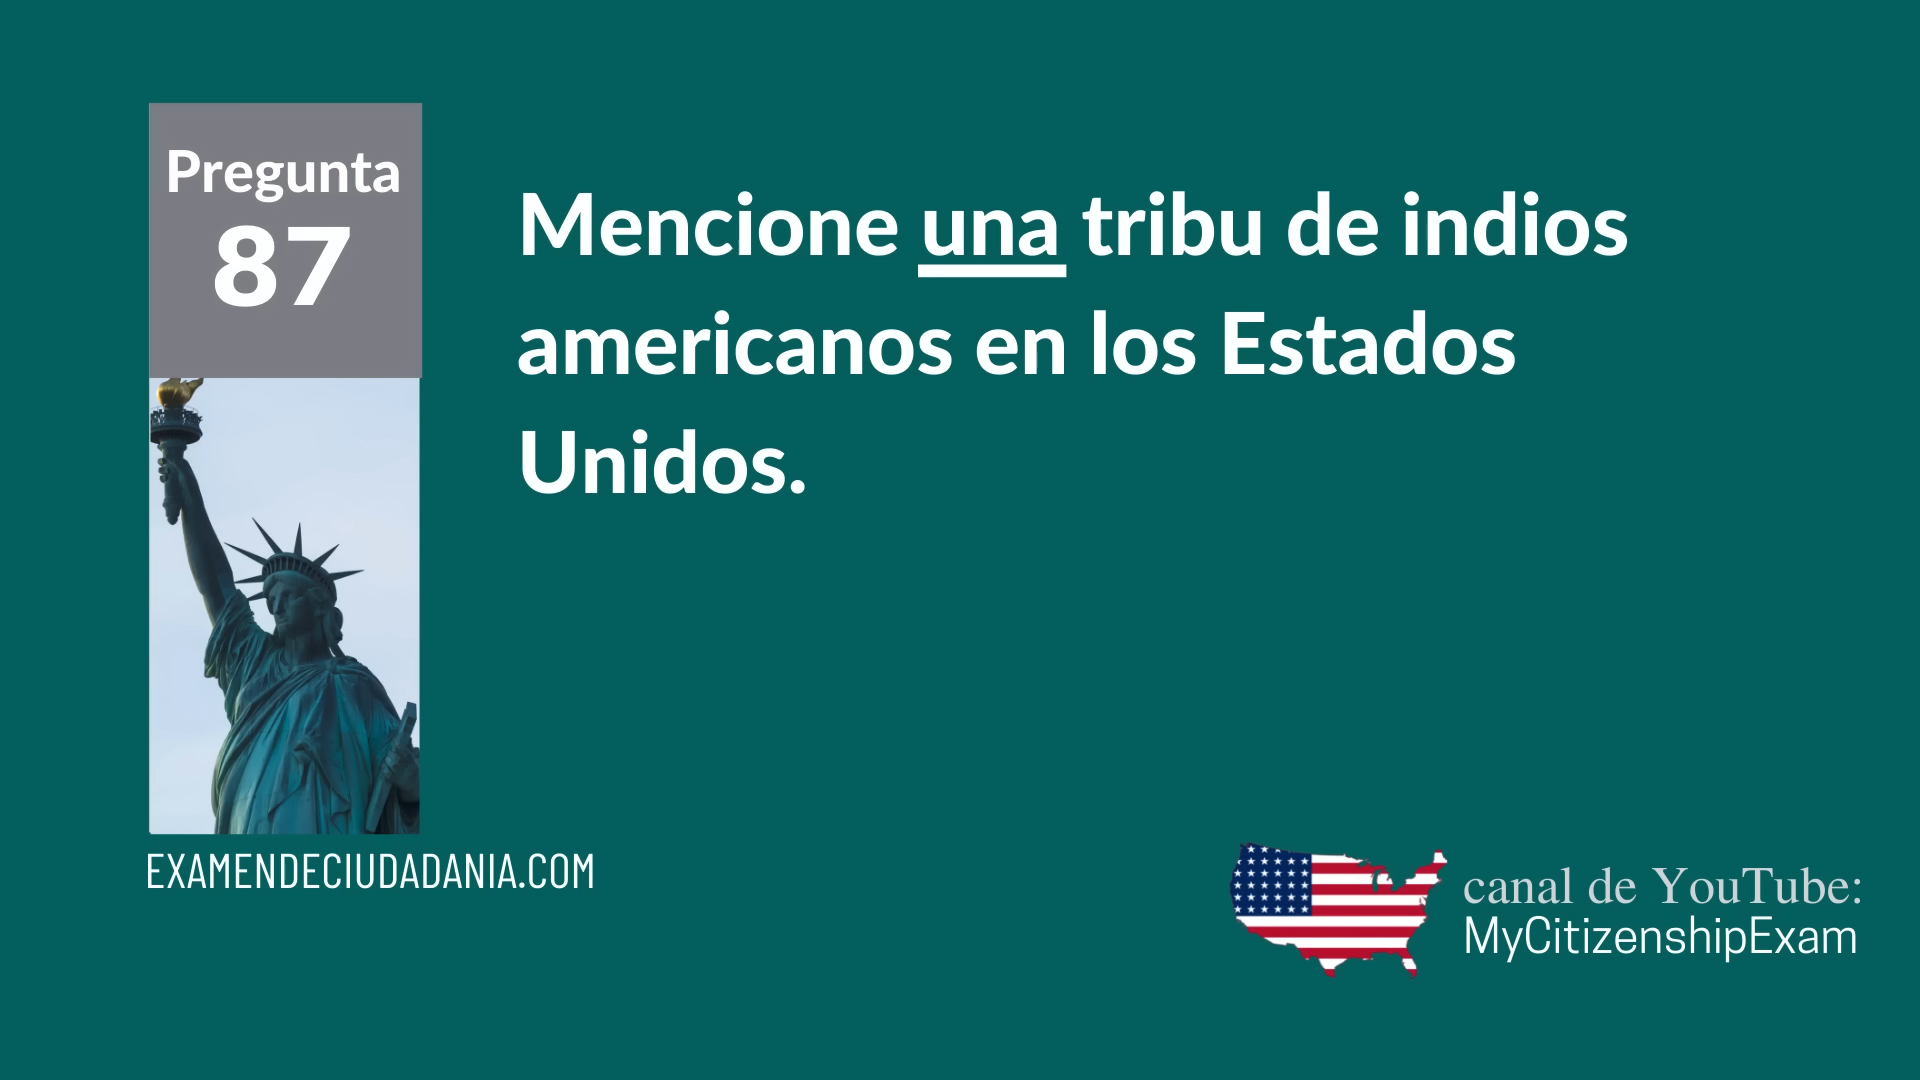 Pregunta
87
Mencione una tribu de indios
americanos en los Estados
Unidos.
EXAMENDECIUDADANIA.COM
canal de YouTube:
MyCitizenshipExam